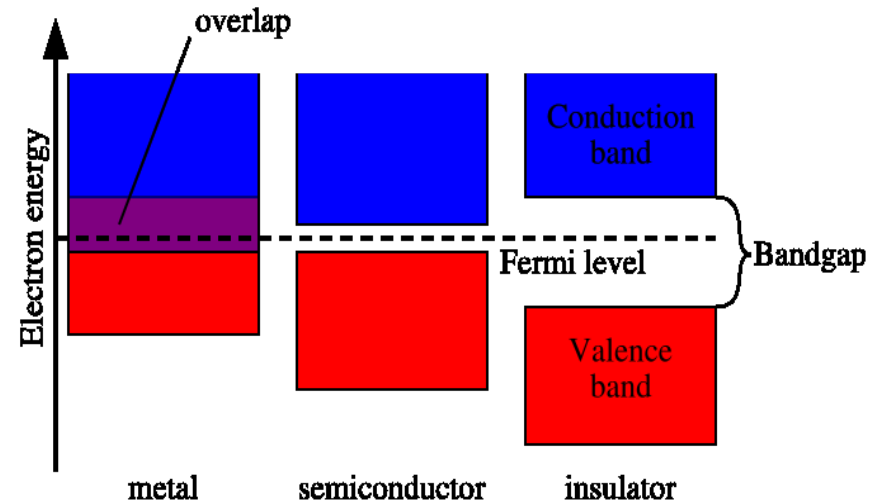 overlap
Electron energy
Conduction
band
Fermi level
Bandgap
Valence
band
metal
semiconductor
insulator